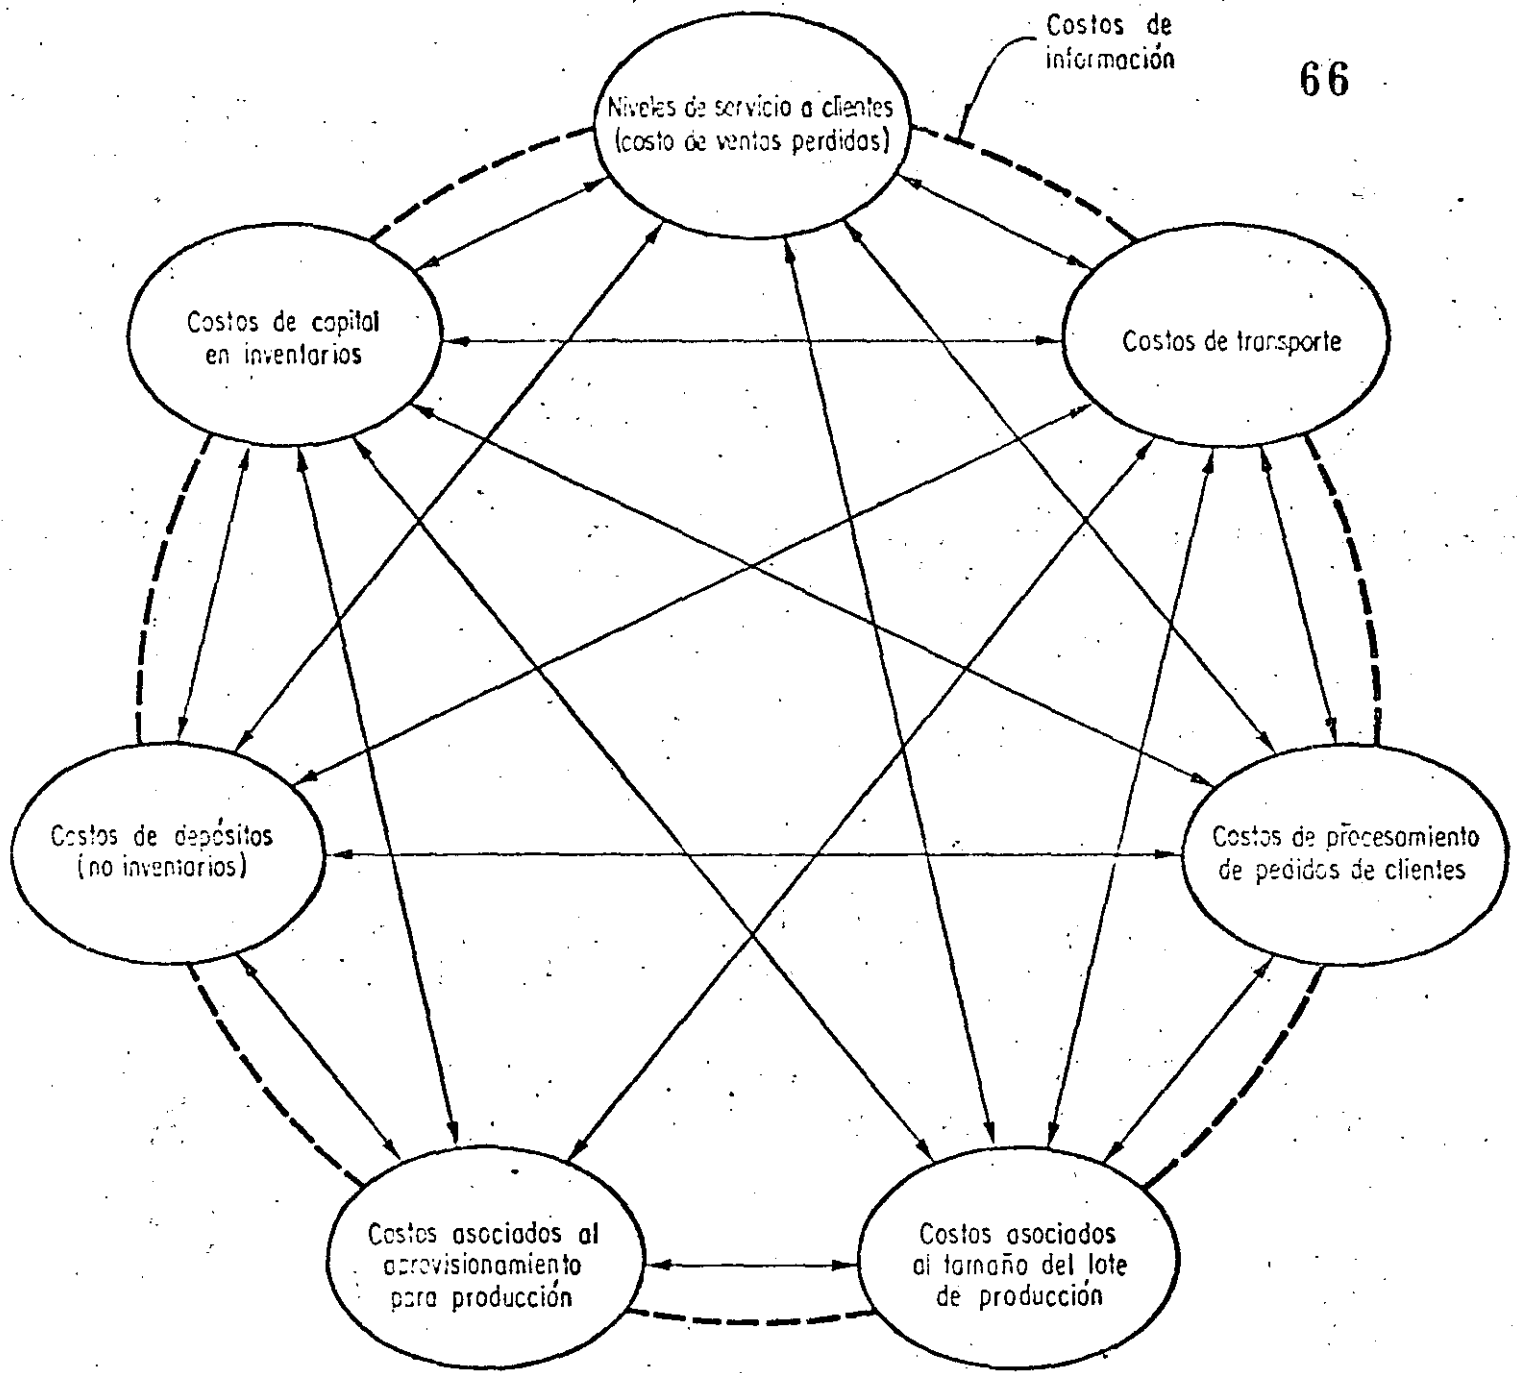 Costos de
información
66
Niveles de servicio a clientes
(costo de ventas perdidas)
Costos de capital
en inventarios
Costos de transporte
Costos de depósitos
(no inventarios)
Costos de procesamiento
de pedidos de clientes
Costos asociados al
aprovisionamiento
para producción
Costos asociados
al tamaño del lote
de producción